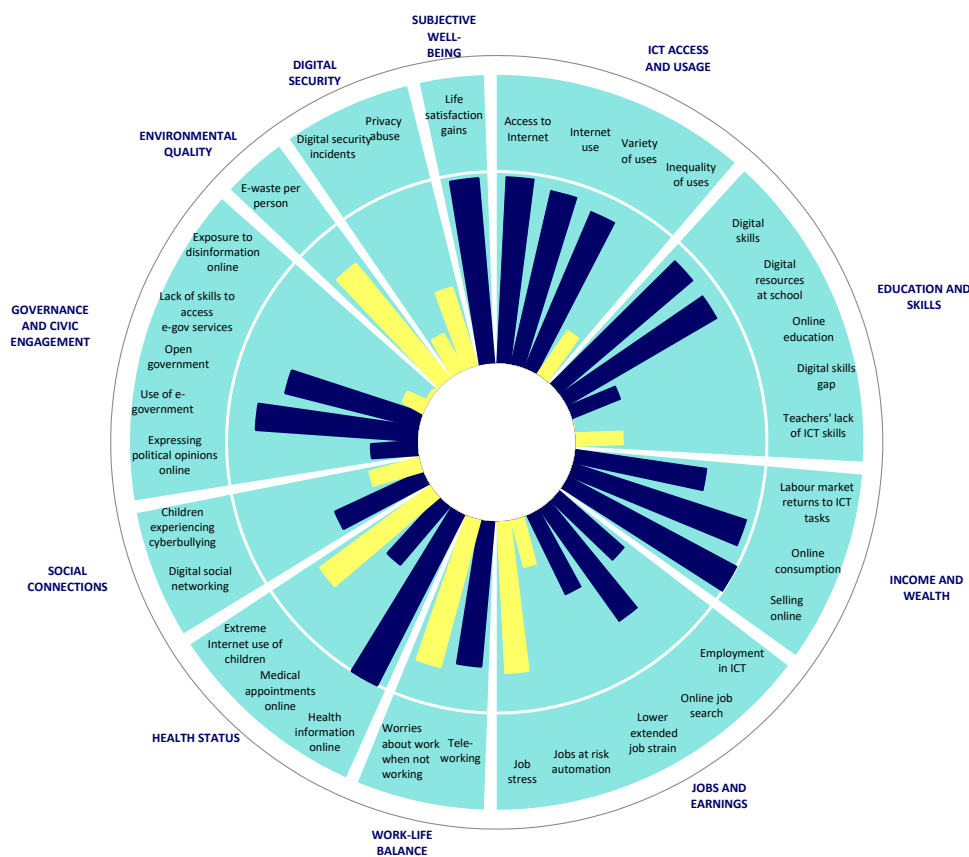 SUBJECTIVE
WELL-
BEING
ICT ACCESS
AND USAGE
DIGITAL
SECURITY
ENVIRONMENTAL
QUALITY
Life
satisfaction
gains
Access to
Internet
Internet
use
Variety
of uses
Inequality
of uses
Privacy
abuse
Digital security
incidents
E-waste per
person
Digital
skills
Digital
resources
at school
Online
education
Digital skills
gap
Teachers' lack
of ICT skills
EDUCATION AND
SKILLS
Exposure to
disinformation
online
Lack of skills to
access
e-gov services
Open
government
Use of e-
government
Expressing
political opinions
online
GOVERNANCE
AND CIVIC
ENGAGEMENT
Labour market
returns to ICT
tasks
Online
consumption
Selling
online
INCOME AND
WEALTH
Children
experiencing
cyberbullying
Digital social
networking
SOCIAL
CONNECTIONS
Employment
in ICT
Online job
search
Lower
extended
job strain
Jobs at risk
automation
Job
stress
JOBS AND
EARNINGS
Extreme
Internet use of
children
Medical
appointments
online
Health
information
online
HEALTH STATUS
Worries
about work
when not
working
Tele-
working
WORK-LIFE
BALANCE